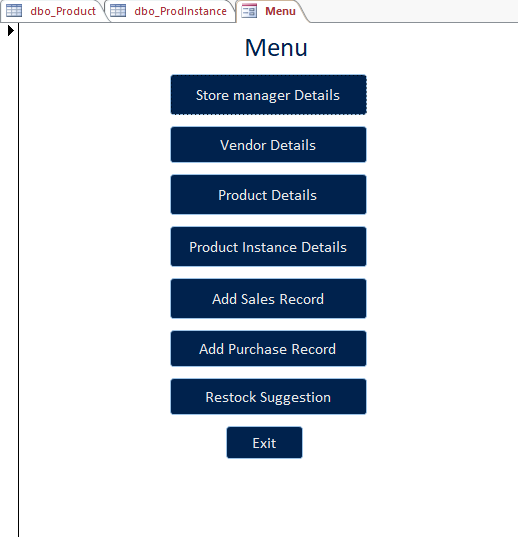 dbo_Product dbo_ProdInstance Menu
Menu
Store manager Details
Vendor Details
Product Details
Product Instance Details
Add Sales Record
Add Purchase Record
Restock Suggestion
Exit